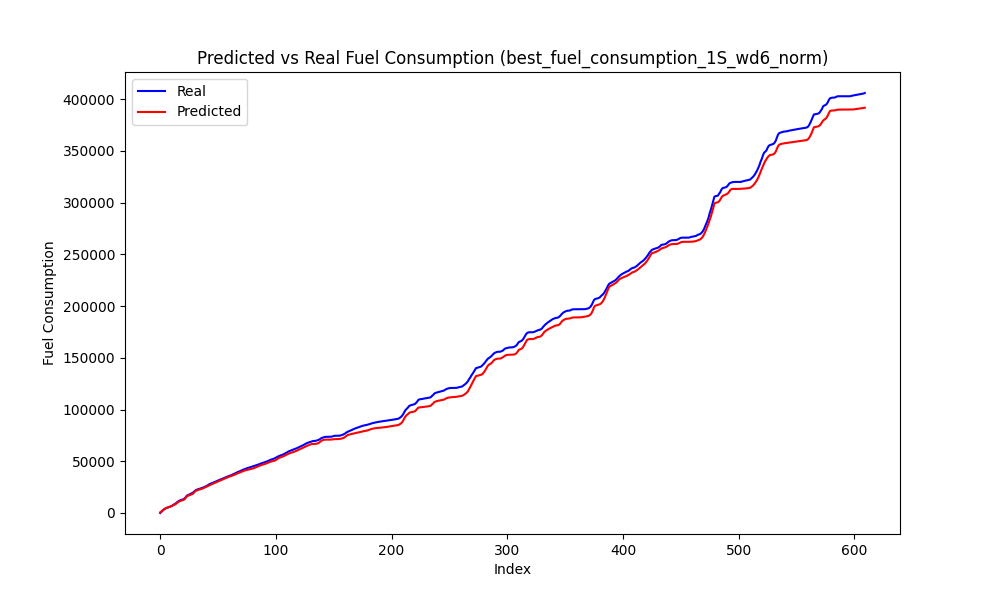 Predicted vs Real Fuel Consumption (best_fuel_consumption_1S_wd6_norm)
Real
Predicted
400000
350000
300000
250000
200000
150000
100000
50000
0
Fuel Consumption
0 100 200 300 400 500 600
Index